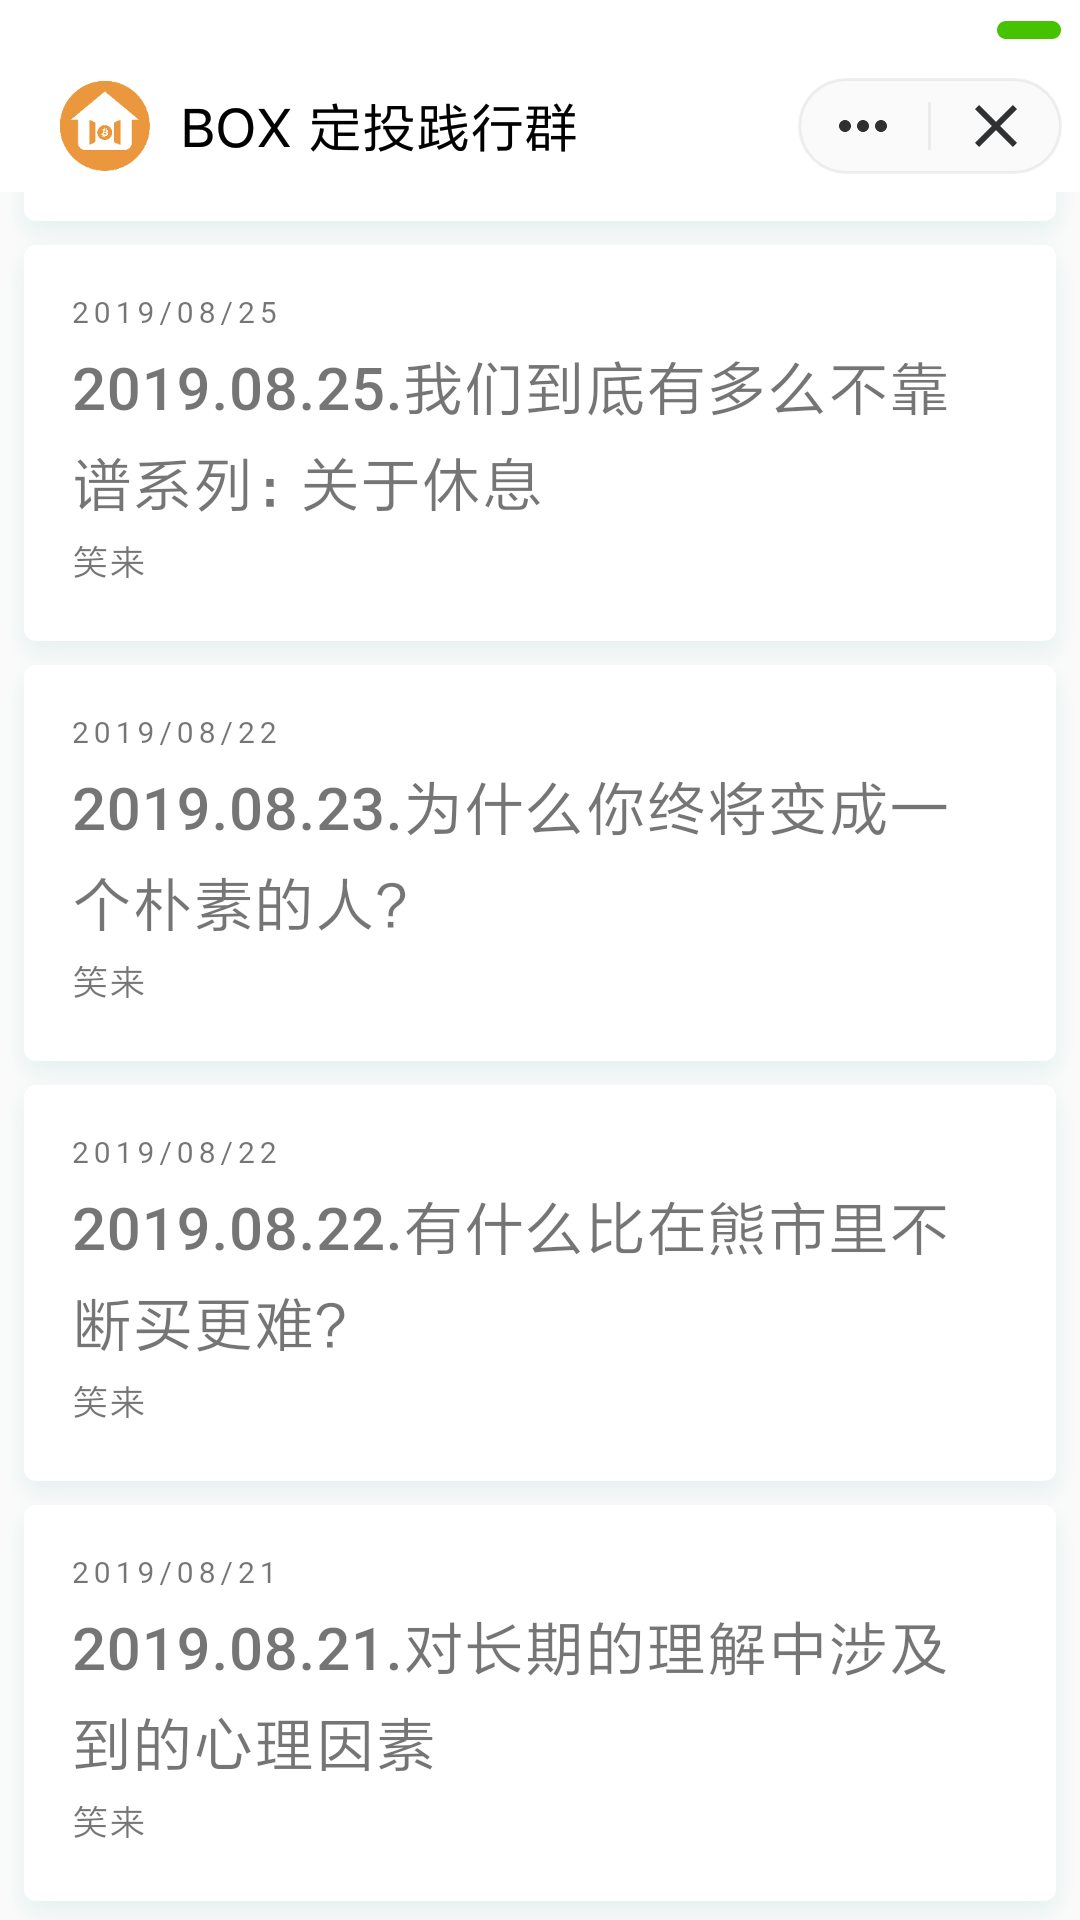 BOX 定投践行群
2019/08/25
2019.08.25.我们到底有多么不靠
谱系列：关于休息
笑来
2019/08/22
2019.08.23.为什么你终将变成一
个朴素的人？
笑来
2019/08/22
2019.08.22.有什么比在熊市里不
断买更难？
笑来
2019/08/21
2019.08.21.对长期的理解中涉及
到的心理因素
笑来